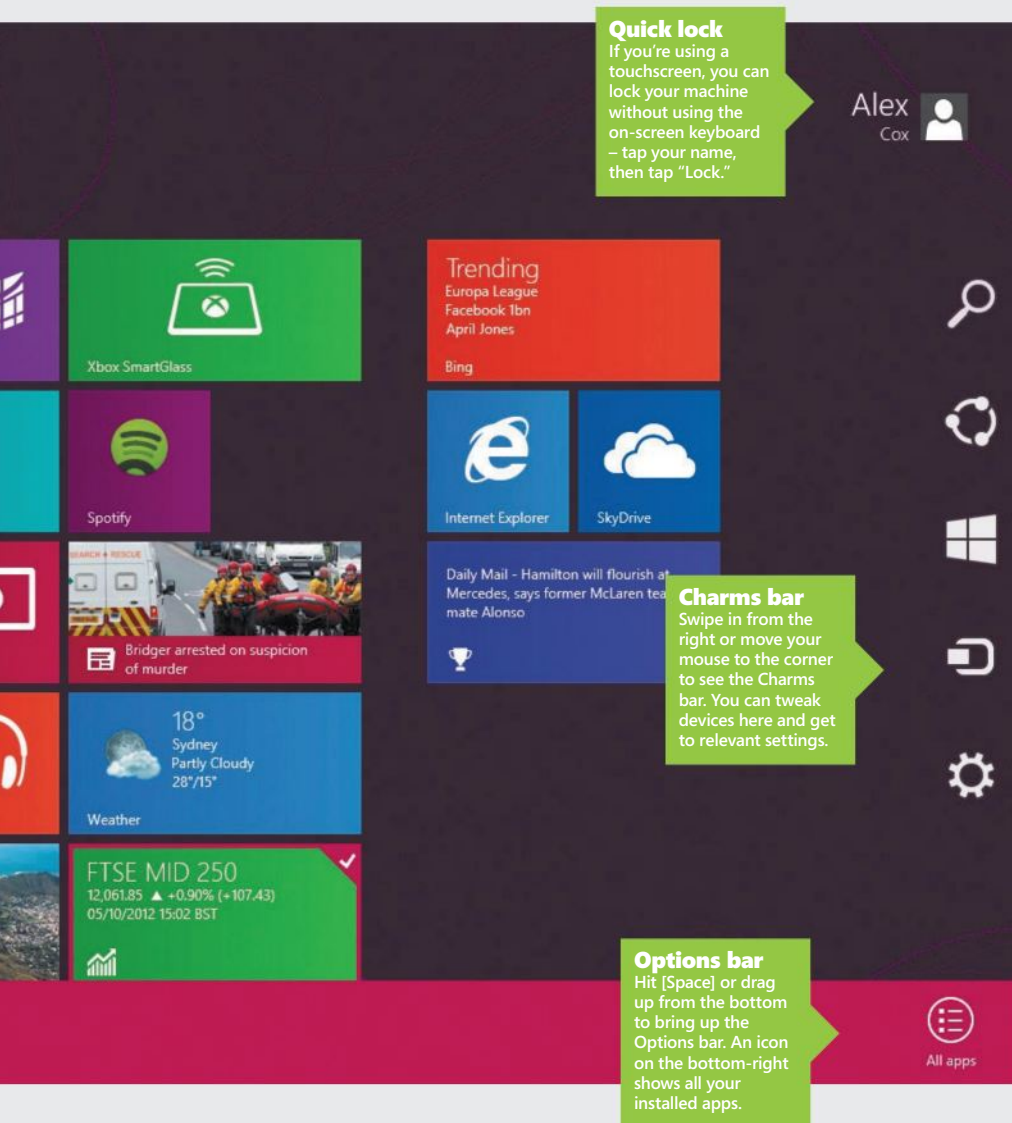 Quick lock
If you're using a
touchscreen, you can
lock your machine
without using the
on-screen keyboard
– tap your name,
then tap "Lock."
Alex
Cox
Xbox SmartGlass
Trending
Europa League
Facebook 1bn
April Jones
Bing
Spotify
Internet Explorer
SkyDrive
SEARCH + RESCUE
Bridger arrested on suspicion
of murder
Daily Mail - Hamilton will flourish at
Mercedes, says former McLaren tea
mate Alonso
Charms bar
Swipe in from the
right or move your
mouse to the corner
to see the Charms
bar. You can tweak
devices here and get
to relevant settings.
18°
Sydney
Partly Cloudy
28°/15°
Weather
FTSE MID 250
12,061.85 ▲ +0.90% (+107.43)
05/10/2012 15:02 BST
Options bar
Hit [Space] or drag
up from the bottom
to bring up the
Options bar. An icon
on the bottom-right
shows all your
installed apps.
All apps